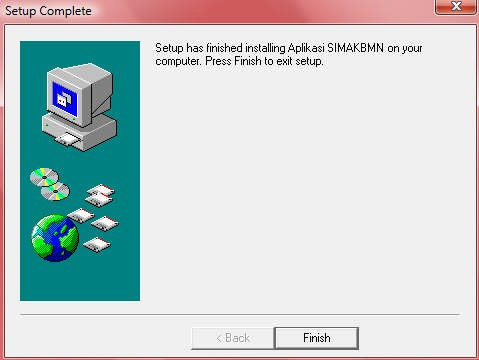 Setup Complete
Setup has finished installing Aplikasi SIMAKBMN on your
computer. Press Finish to exit setup.
< Back
Finish